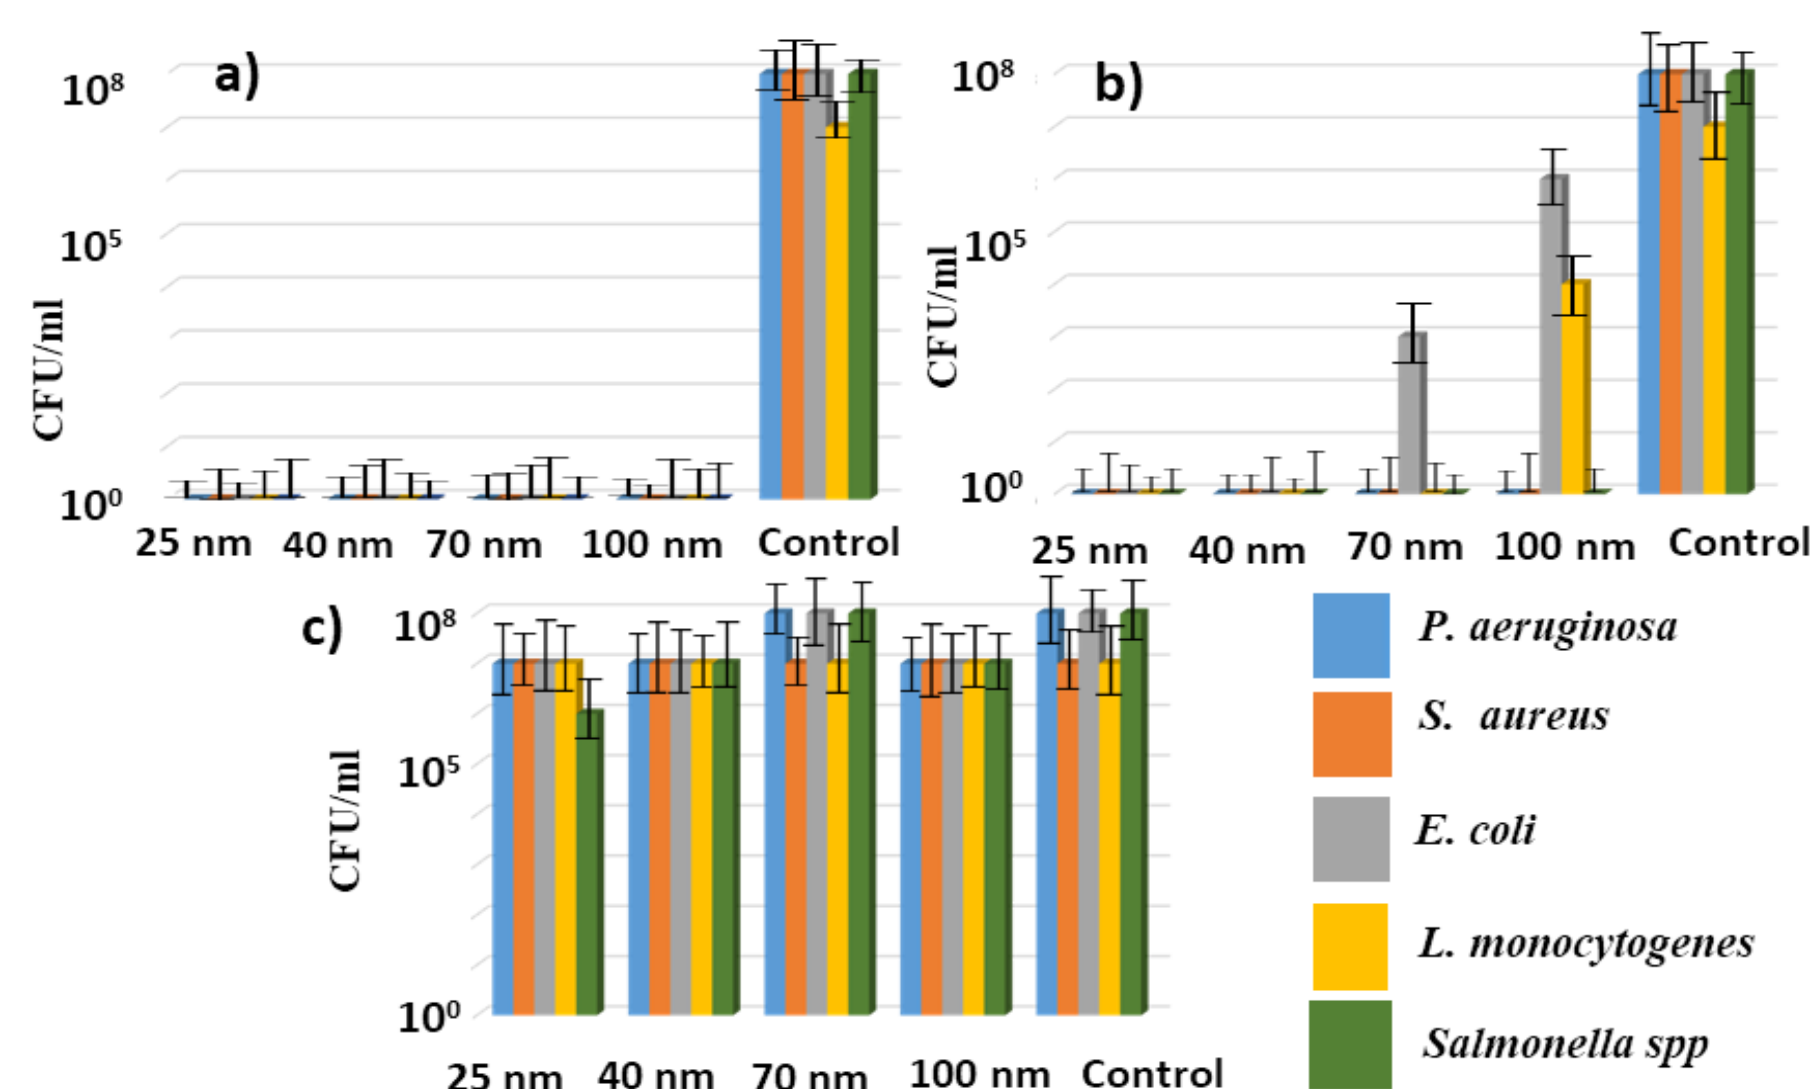 a)
10⁸
10⁵
10⁰
CFU/ml
25 nm 40 nm 70 nm 100 nm Control
b)
10⁸
10⁵
10⁰
CFU/ml
25 nm 40 nm 70 nm 100 nm Control
c)
10⁸
10⁵
10⁰
CFU/ml
25 nm 40 nm 70 nm 100 nm Control
P. aeruginosa
S. aureus
E. coli
L. monocytogenes
Salmonella spp